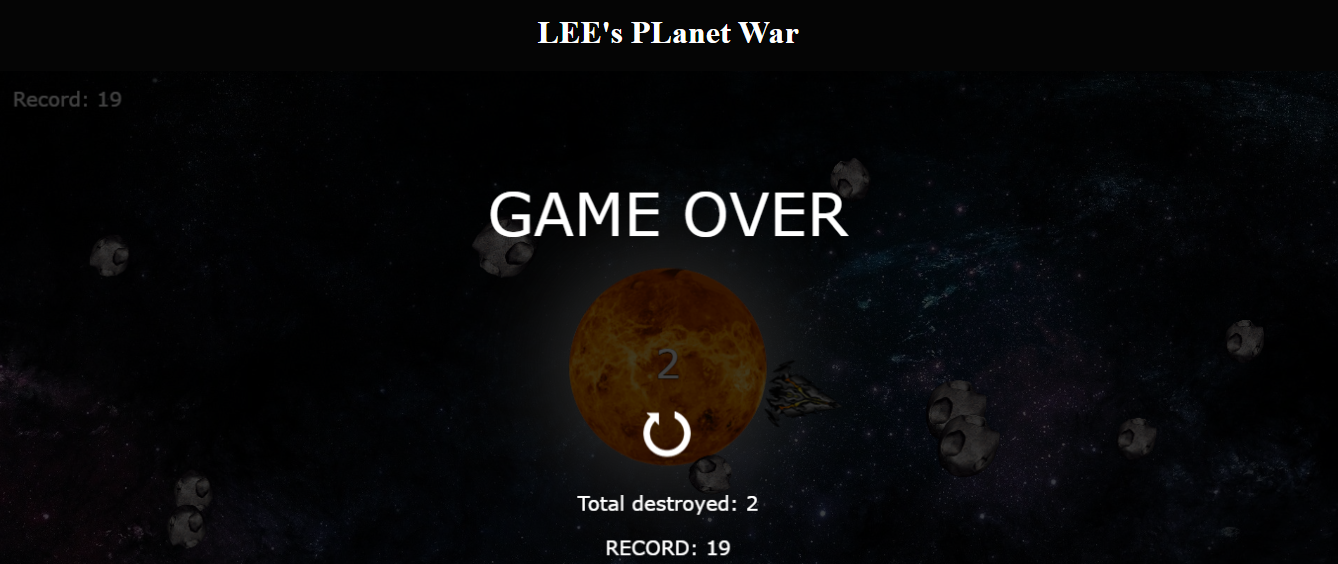 LEE's PLanet War
Record: 19
GAME OVER
2
Total destroyed: 2
RECORD: 19